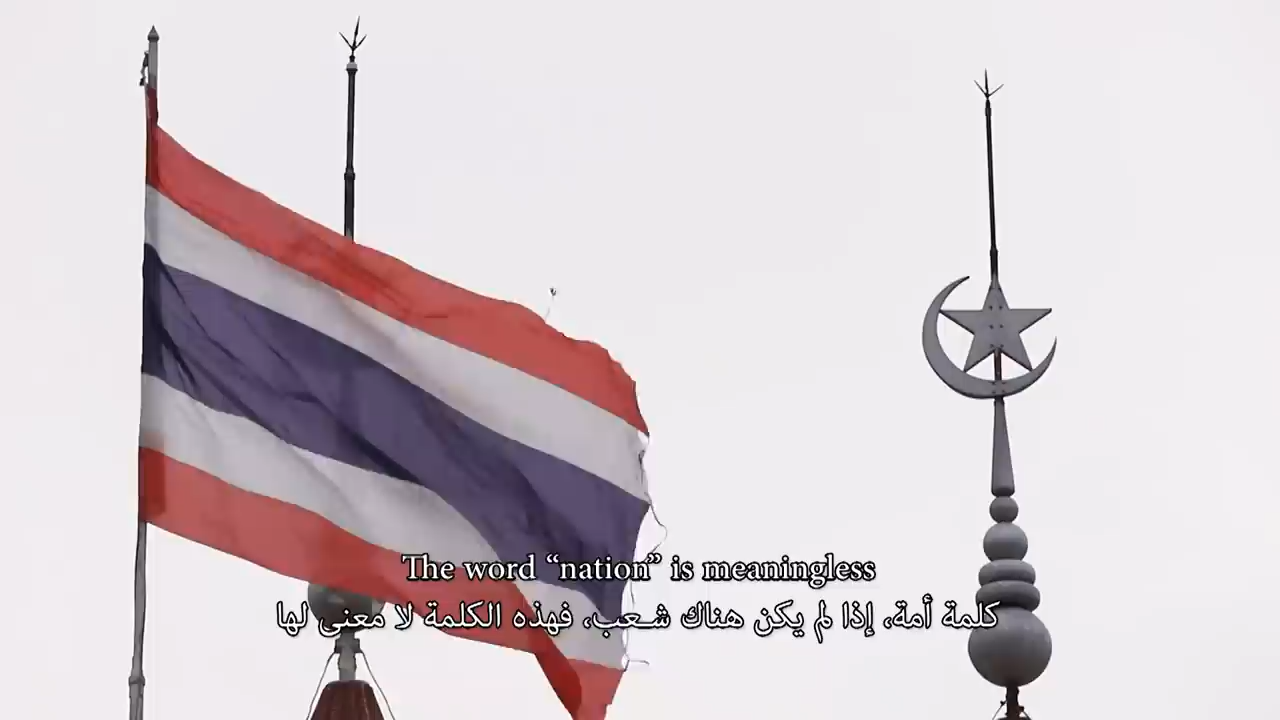 The word “nation” is meaningless
كلمة أمة، إذا لم يكن هناك شعب، فهذه الكلمة لا معنى لها